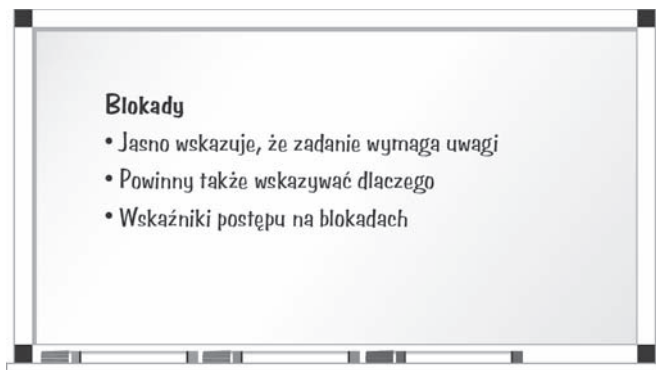 Blokady
• Jasno wskazuje, że zadanie wymaga uwagi
• Powinny także wskazywać dlaczego
• Wskaźniki postępu na blokadach